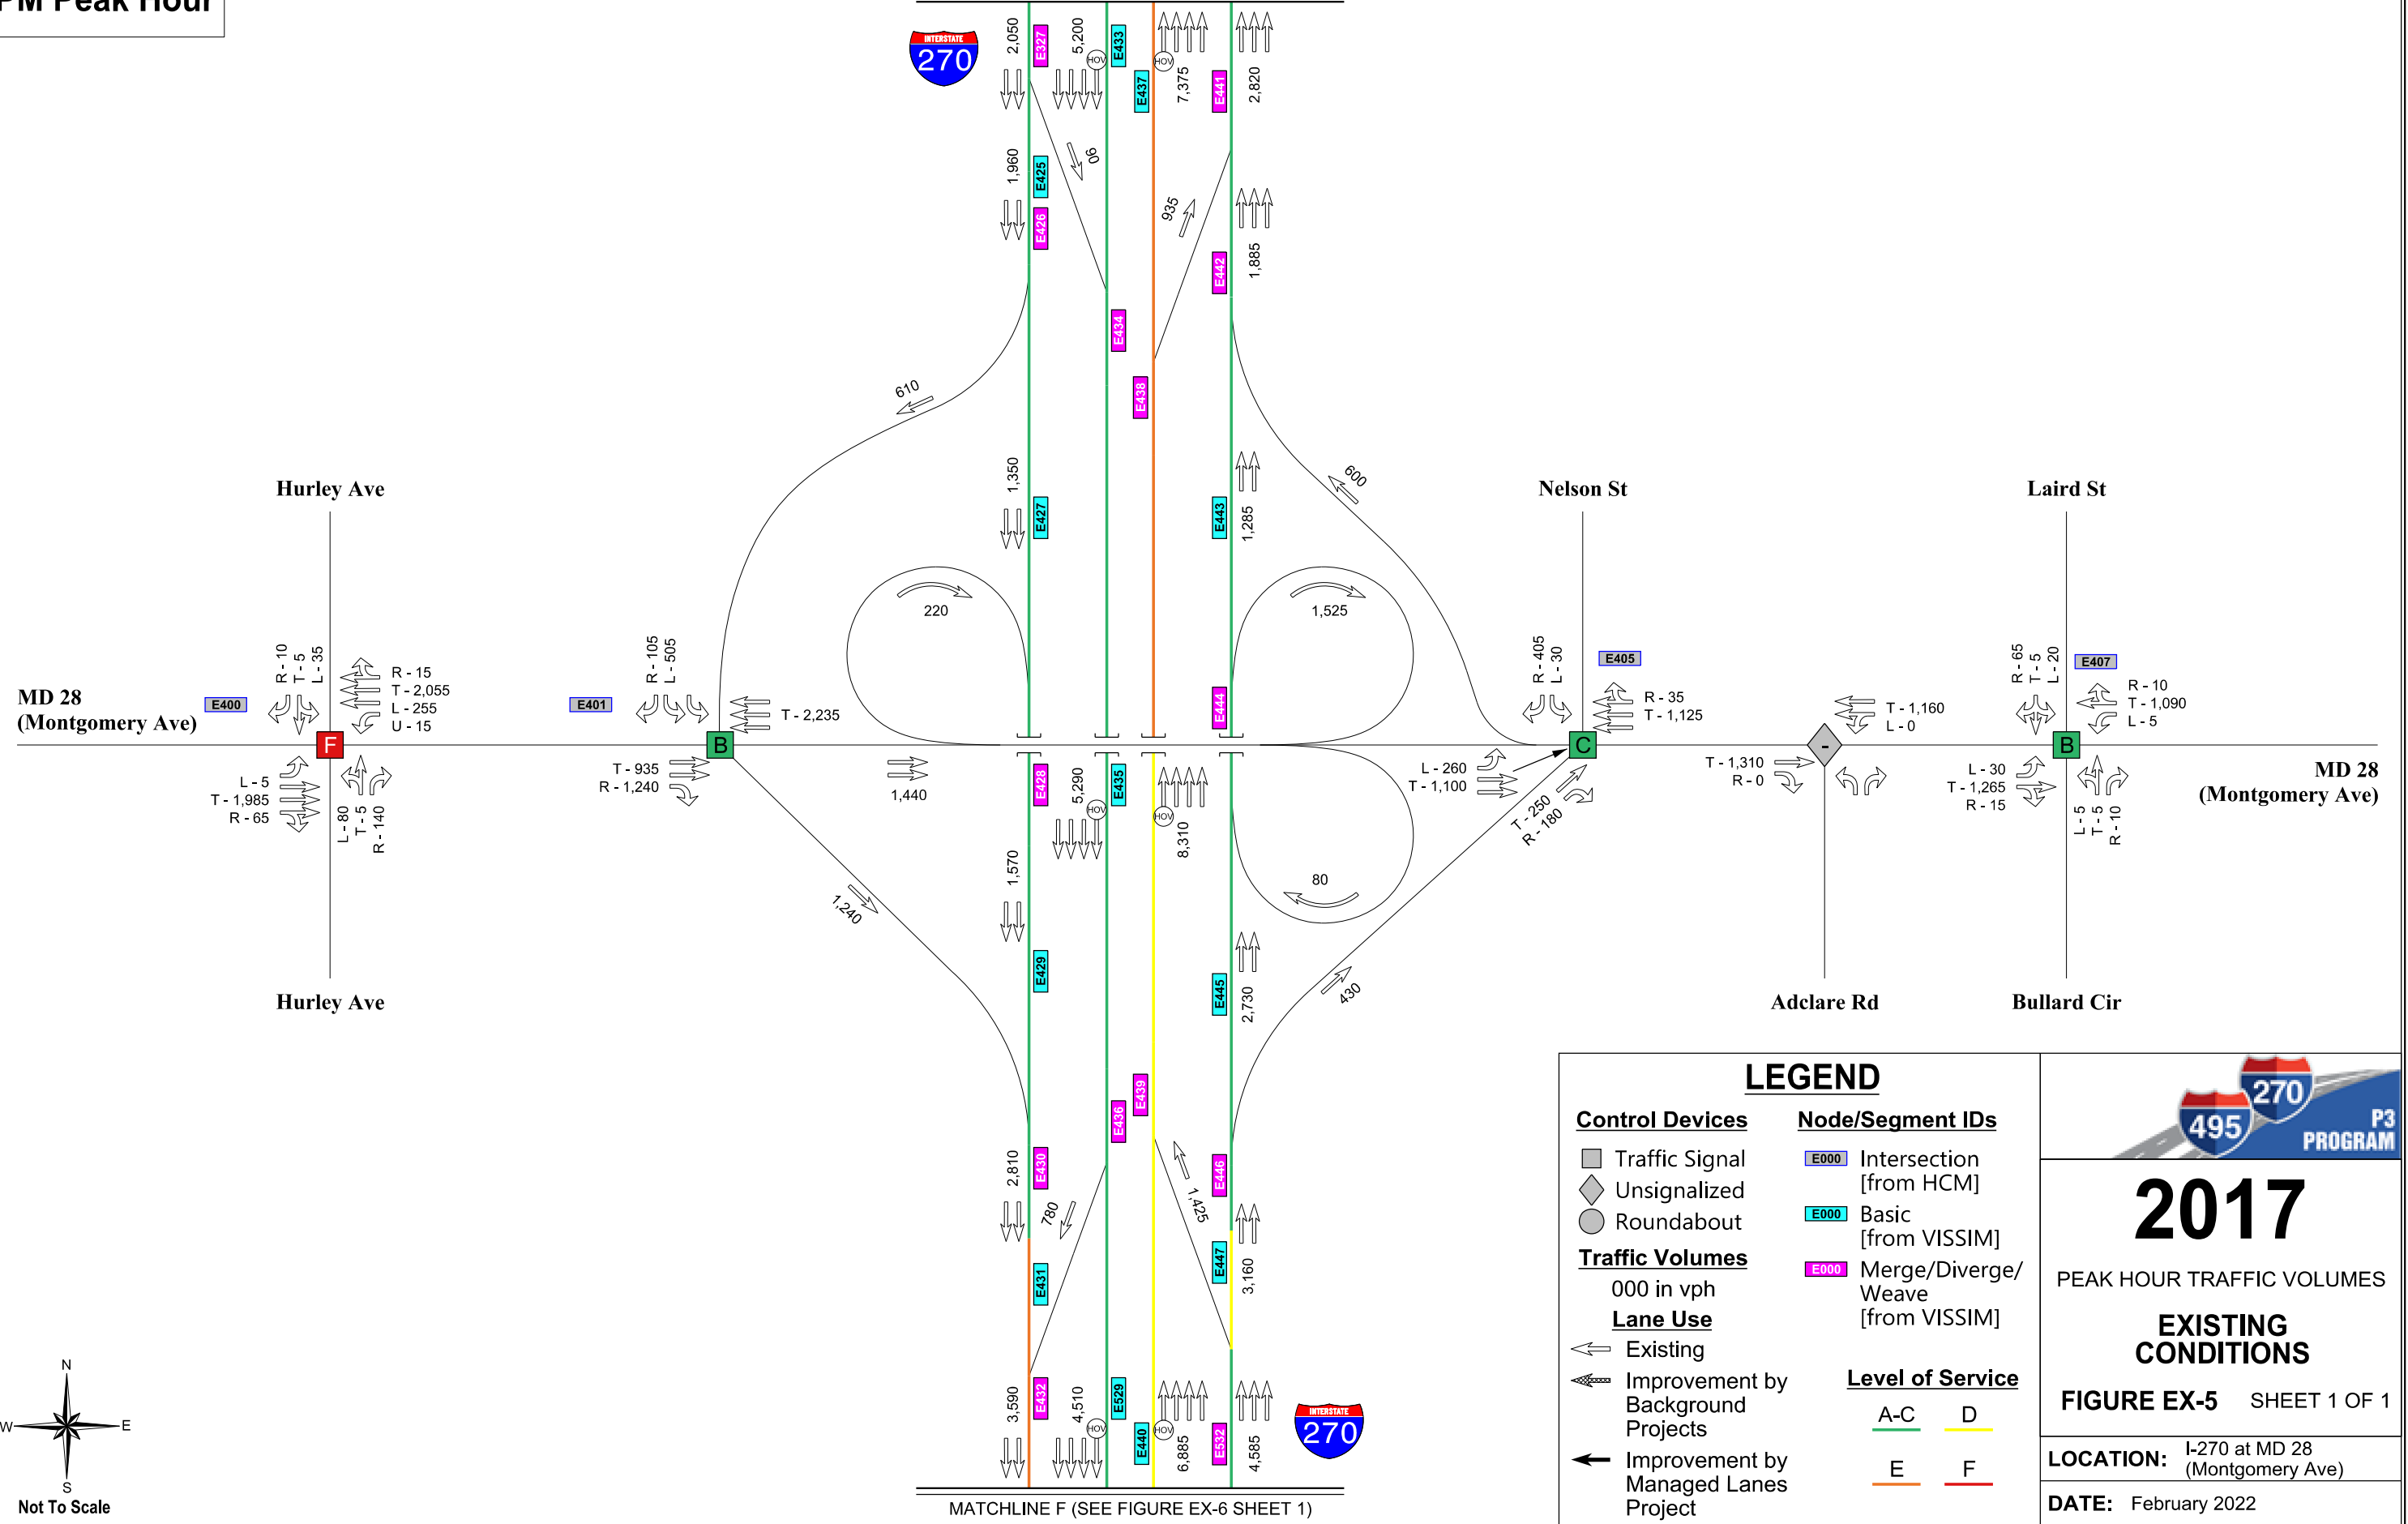 PM Peak Hour
INTERSTATE
270
2,050
E327
5,200
HOV
E433
E437
HOV
7,375
E441
2,820
1,960
E425
E426
90
935
E442
1,885
E434
E438
610
600
1,350
E427
E443
1,285
Hurley Ave
Nelson St
Laird St
220
1,525
MD 28
(Montgomery Ave)
E400
R - 10
T - 5
L - 35
R - 15
T - 2,055
L - 255
U - 15
F
L - 5
T - 1,985
R - 65
L - 80
T - 5
R - 140
E401
R - 105
L - 505
T - 2,235
B
T - 935
R - 1,240
1,440
E444
R - 405
L - 30
E405
R - 35
T - 1,125
C
L - 260
T - 1,100
T - 250
R - 180
T - 1,160
L - 0
-
T - 1,310
R - 0
R - 65
T - 5
L - 20
E407
R - 10
T - 1,090
L - 5
B
L - 30
T - 1,265
R - 15
L - 5
T - 5
R - 10
MD 28
(Montgomery Ave)
E428
5,290
HOV
E435
HOV
8,310
1,570
80
1,240
E429
E445
2,730
430
Hurley Ave
Adclare Rd
Bullard Cir
E439
E436
2,810
E430
780
1,425
E446
E431
E447
3,160
3,590
E432
4,510
HOV
E529
E440
HOV
6,885
E532
4,585
INTERSTATE
270
MATCHLINE F (SEE FIGURE EX-6 SHEET 1)
N
W
E
S
Not To Scale
LEGEND
Control Devices
Traffic Signal
Unsignalized
Roundabout
Traffic Volumes
000 in vph
Lane Use
Existing
Improvement by
Background
Projects
Improvement by
Managed Lanes
Project
Node/Segment IDs
E000 Intersection
[from HCM]
E000 Basic
[from VISSIM]
E000 Merge/Diverge/
Weave
[from VISSIM]
Level of Service
A-C D
E F
495
270
P3
PROGRAM
2017
PEAK HOUR TRAFFIC VOLUMES
EXISTING
CONDITIONS
FIGURE EX-5 SHEET 1 OF 1
LOCATION: I-270 at MD 28
(Montgomery Ave)
DATE: February 2022